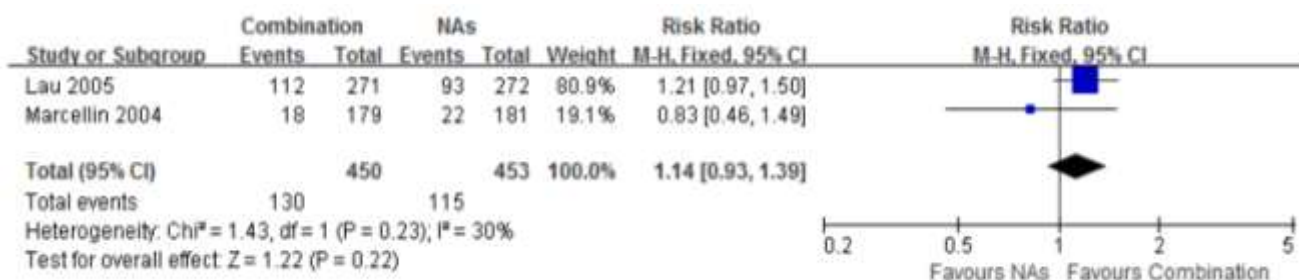 Combination NAs Risk Ratio Risk Ratio
Study or Subgroup Events Total Events Total Weight M-H, Fixed, 95% CI M-H, Fixed, 95% CI
Lau 2005 112 271 93 272 80.9% 1.21 [0.97, 1.50]
Marcellin 2004 18 179 22 181 19.1% 0.83 [0.46, 1.49]
Total (95% CI) 450 453 100.0% 1.14 [0.93, 1.39]
Total events 130 115
Heterogeneity: Chi² = 1.43, df = 1 (P = 0.23); I² = 30%
Test for overall effect: Z = 1.22 (P = 0.22)
0.2 0.5 1 2 5
Favours NAs Favours Combination